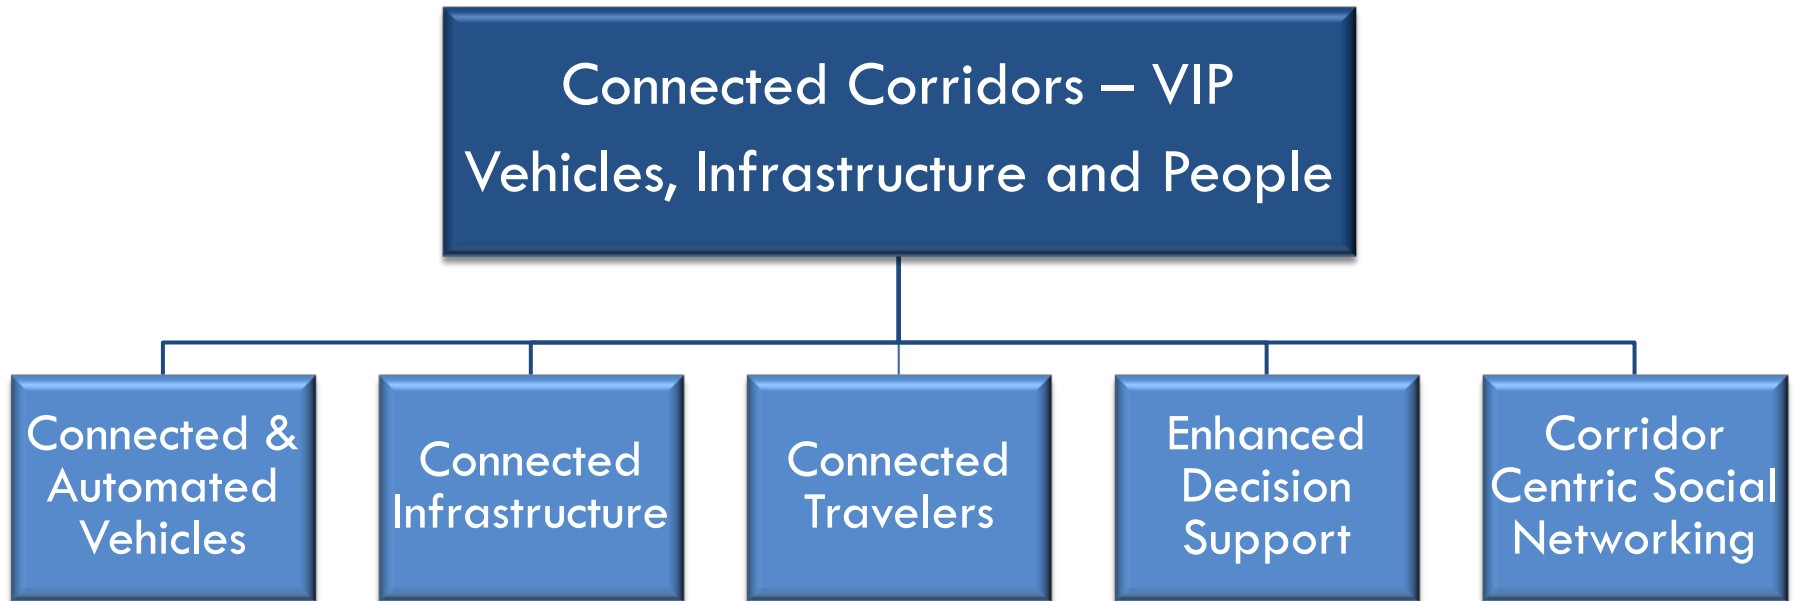 Connected Corridors – VIP
Vehicles, Infrastructure and People
Connected &
Automated
Vehicles
Connected
Infrastructure
Connected
Travelers
Enhanced
Decision
Support
Corridor
Centric Social
Networking